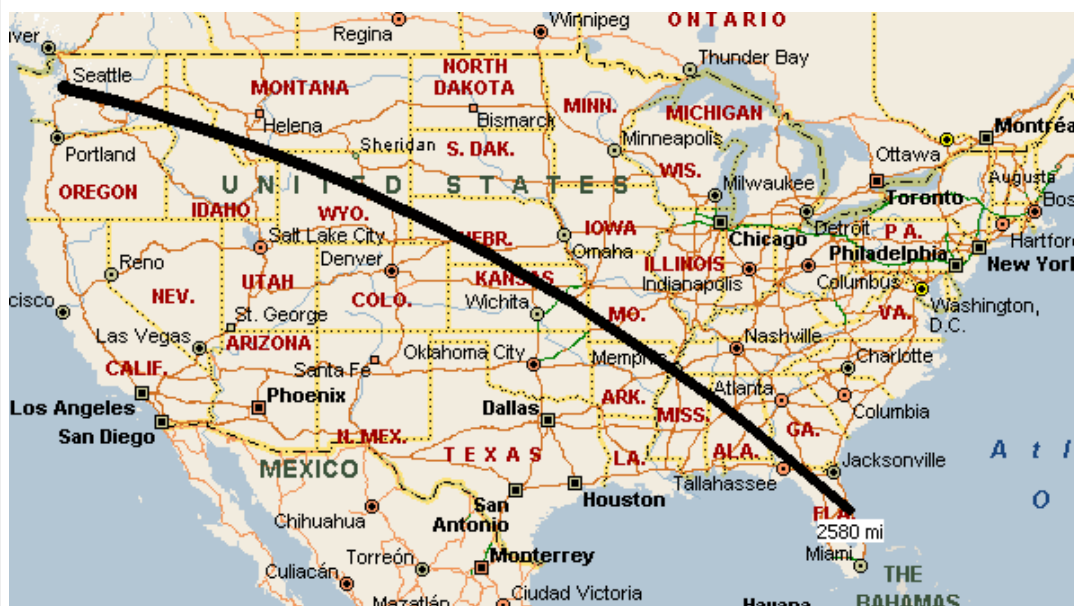 ONTARIO
Winnipeg
Regina
Thunder Bay
Seattle
NORTH
DAKOTA
MONTANA
MINN.
MICHIGAN
Helena
Bismarck
Montréa
Minneapolis
Ottawa
Portland
Sheridan
S. DAK.
WIS.
Augusta
OREGON
UNITED STATES
Milwaukee
Toronto
IDAHO
WYO.
Bos
IOWA
Detroit
PA.
Hartford
Salt Lake City
NEBR.
Omaha
Chicago
Philadelphia
New York
Reno
Denver
UTAH
KANSAS
ILLINOIS
Indianapolis
Columbus
cisco
NEV.
COLO.
Wichita
MO.
Washington,
D.C.
St. George
VA.
Las Vegas
ARIZONA
Nashville
CALIF.
Santa Fe
Oklahoma City
Memphis
Charlotte
Los Angeles
Phoenix
ARK.
Atlanta
Columbia
San Diego
Dallas
MISS.
N. MEX.
GA.
MEXICO
TEXAS
LA.
ALA.
Jacksonville
Atl
Tallahassee
San
Antonio
Houston
O
FLA.
Chihuahua
2580 mi
Torreón
Monterrey
Miami
Culiacán
THE
BAHAMAS
Mazatlán
Ciudad Victoria
Havana